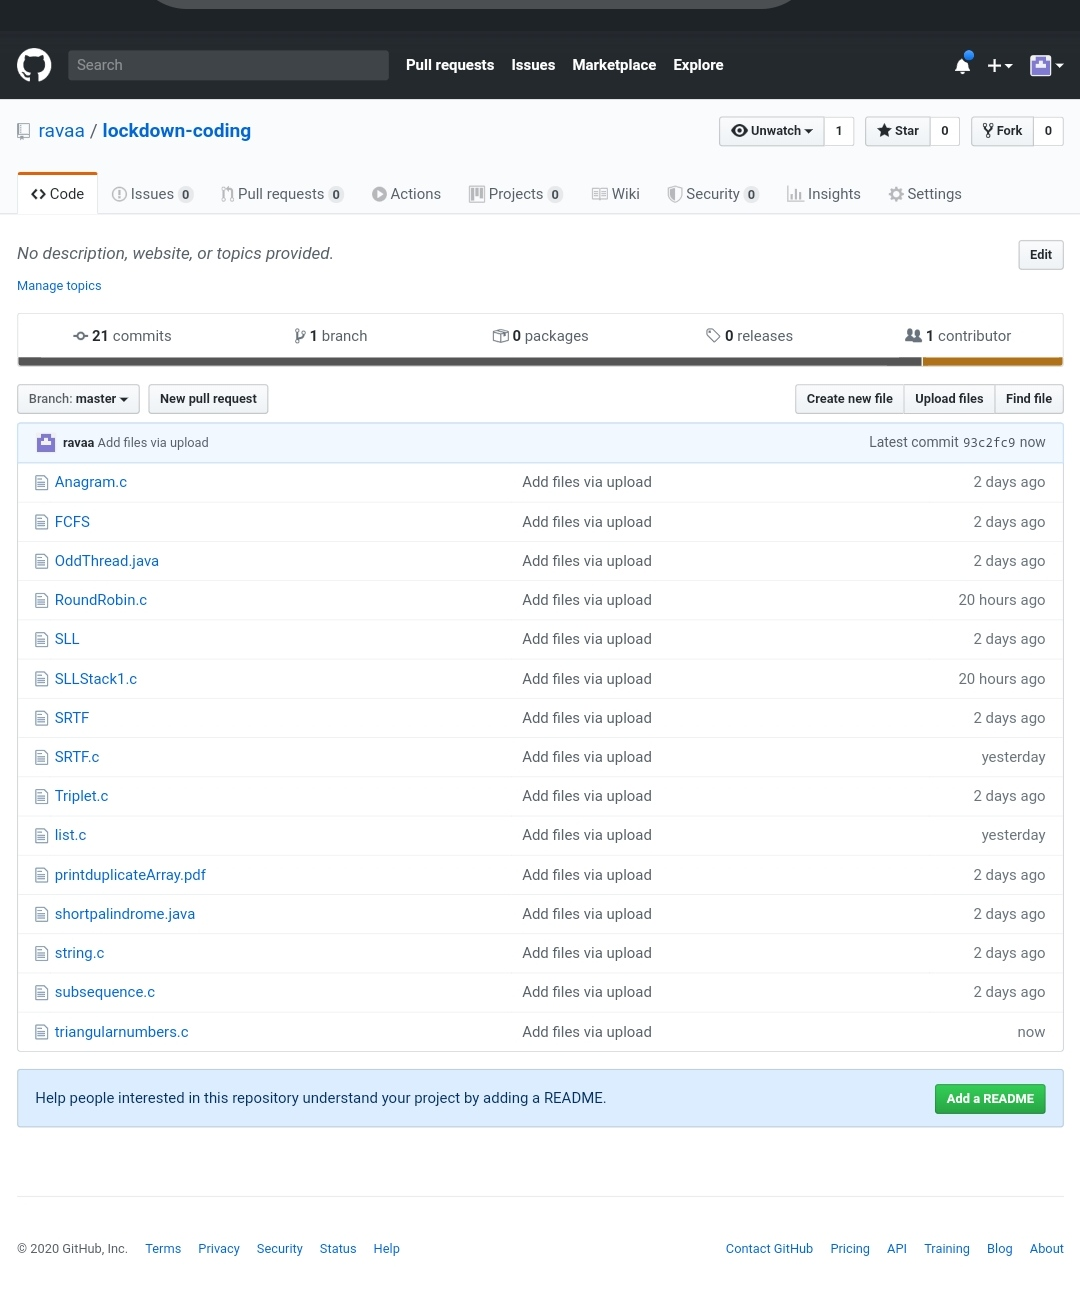 Search Pull requests Issues Marketplace Explore
ravaa / lockdown-coding Unwatch 1 Star 0 Fork 0
Code Issues 0 Pull requests 0 Actions Projects 0 Wiki Security 0 Insights Settings
No description, website, or topics provided. Edit
Manage topics
21 commits 1 branch 0 packages 0 releases 1 contributor
Branch: master New pull request Create new file Upload files Find file
ravaa Add files via upload Latest commit 93c2fc9 now
Anagram.c Add files via upload 2 days ago
FCFS Add files via upload 2 days ago
OddThread.java Add files via upload 2 days ago
RoundRobin.c Add files via upload 20 hours ago
SLL Add files via upload 2 days ago
SLLStack1.c Add files via upload 20 hours ago
SRTF Add files via upload 2 days ago
SRTF.c Add files via upload yesterday
Triplet.c Add files via upload 2 days ago
list.c Add files via upload yesterday
printduplicateArray.pdf Add files via upload 2 days ago
shortpalindrome.java Add files via upload 2 days ago
string.c Add files via upload 2 days ago
subsequence.c Add files via upload 2 days ago
triangularnumbers.c Add files via upload now
Help people interested in this repository understand your project by adding a README. Add a README
© 2020 GitHub, Inc. Terms Privacy Security Status Help Contact GitHub Pricing API Training Blog About